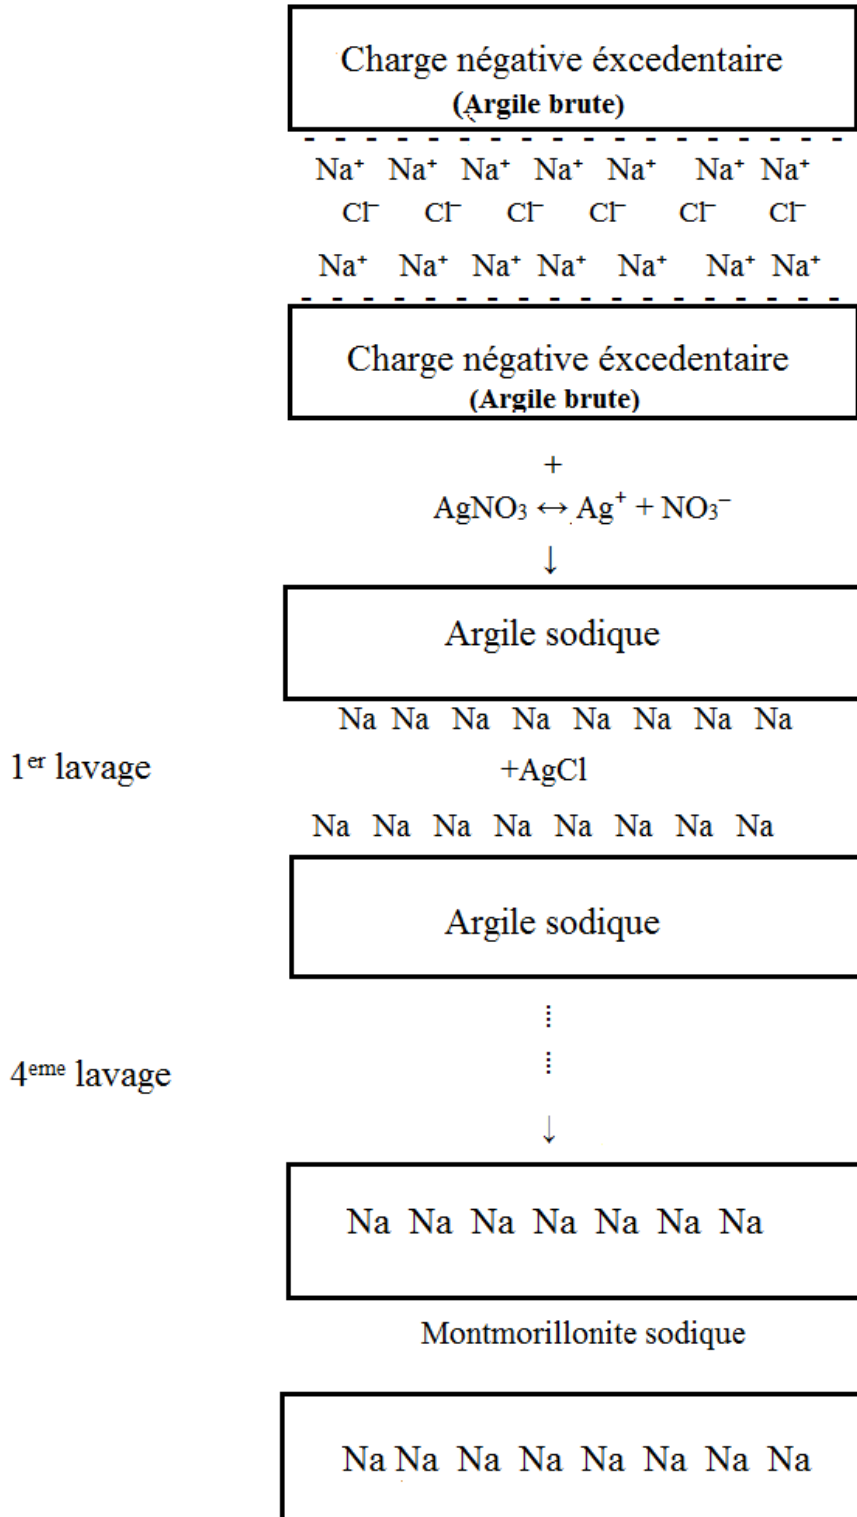 Charge négative éxcedentaire
(Argile brute)
- - - - - - - - - - - - - - - - - -
Na⁺ Na⁺ Na⁺ Na⁺ Na⁺ Na⁺ Na⁺
Cl⁻ Cl⁻ Cl⁻ Cl⁻ Cl⁻ Cl⁻
Na⁺ Na⁺ Na⁺ Na⁺ Na⁺ Na⁺ Na⁺
- - - - - - - - - - - - - - - - - -
Charge négative éxcedentaire
(Argile brute)
+
AgNO₃ ↔ Ag⁺ + NO₃⁻
↓
Argile sodique
Na Na Na Na Na Na Na Na
1ᵉʳ lavage +AgCl
Na Na Na Na Na Na Na Na
Argile sodique
4ᵉᵐᵉ lavage
↓
Na Na Na Na Na Na Na
Montmorillonite sodique
Na Na Na Na Na Na Na Na